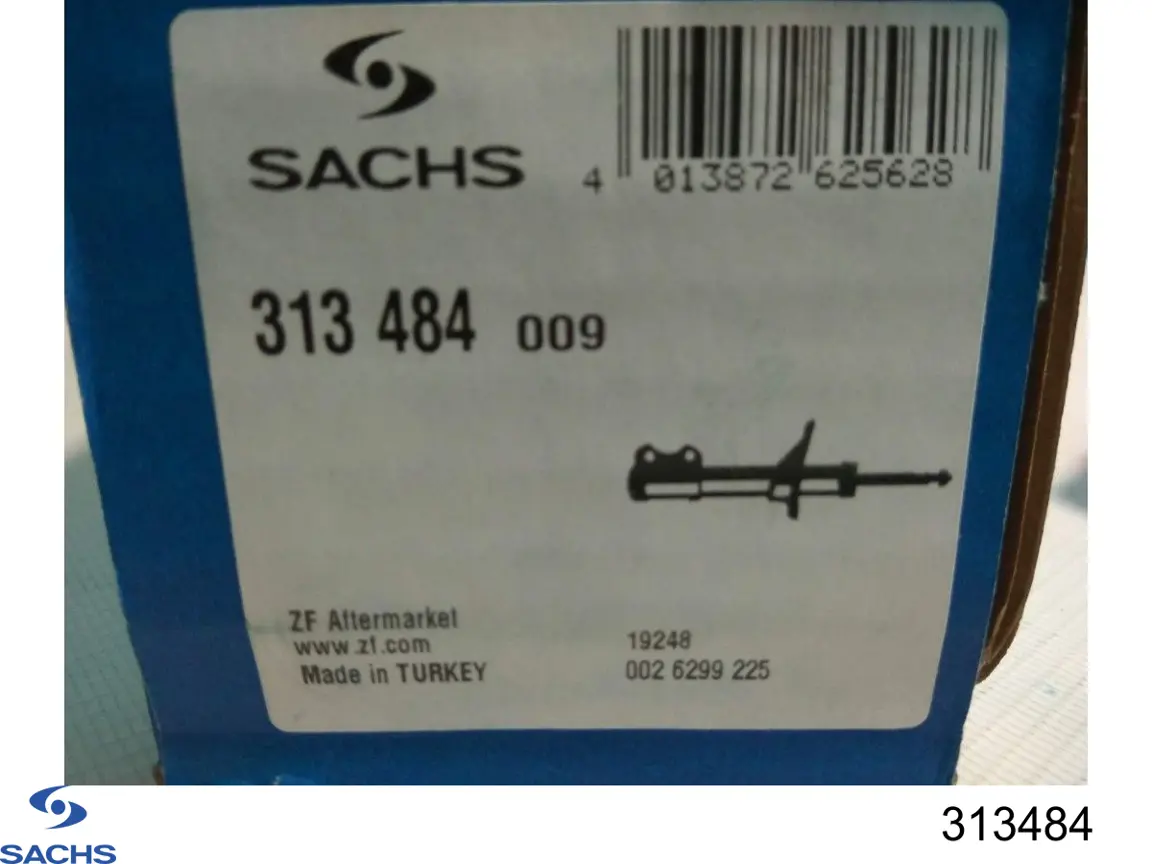 SACHS
4 013872 625628
313 484 009
ZF Aftermarket
www.zf.com
Made in TURKEY
19248
002 6299 225
SACHS
313484